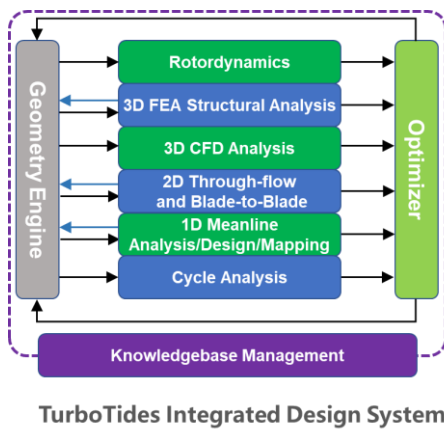 Geometry Engine
Rotordynamics
3D FEA Structural Analysis
3D CFD Analysis
2D Through-flow
and Blade-to-Blade
1D Meanline
Analysis/Design/Mapping
Cycle Analysis
Optimizer
Knowledgebase Management
TurboTides Integrated Design System